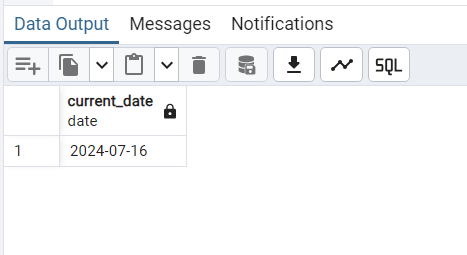 Data Output Messages Notifications
SQL
current_date
date
1 2024-07-16